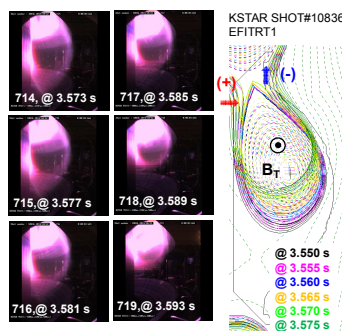 KSTAR SHOT#10836
EFITRT1
714, @ 3.573 s
717, @ 3.585 s
715, @ 3.577 s
718, @ 3.589 s
716, @ 3.581 s
719, @ 3.593 s
(+)
(-)
B_T
@ 3.550 s
@ 3.555 s
@ 3.560 s
@ 3.565 s
@ 3.570 s
@ 3.575 s